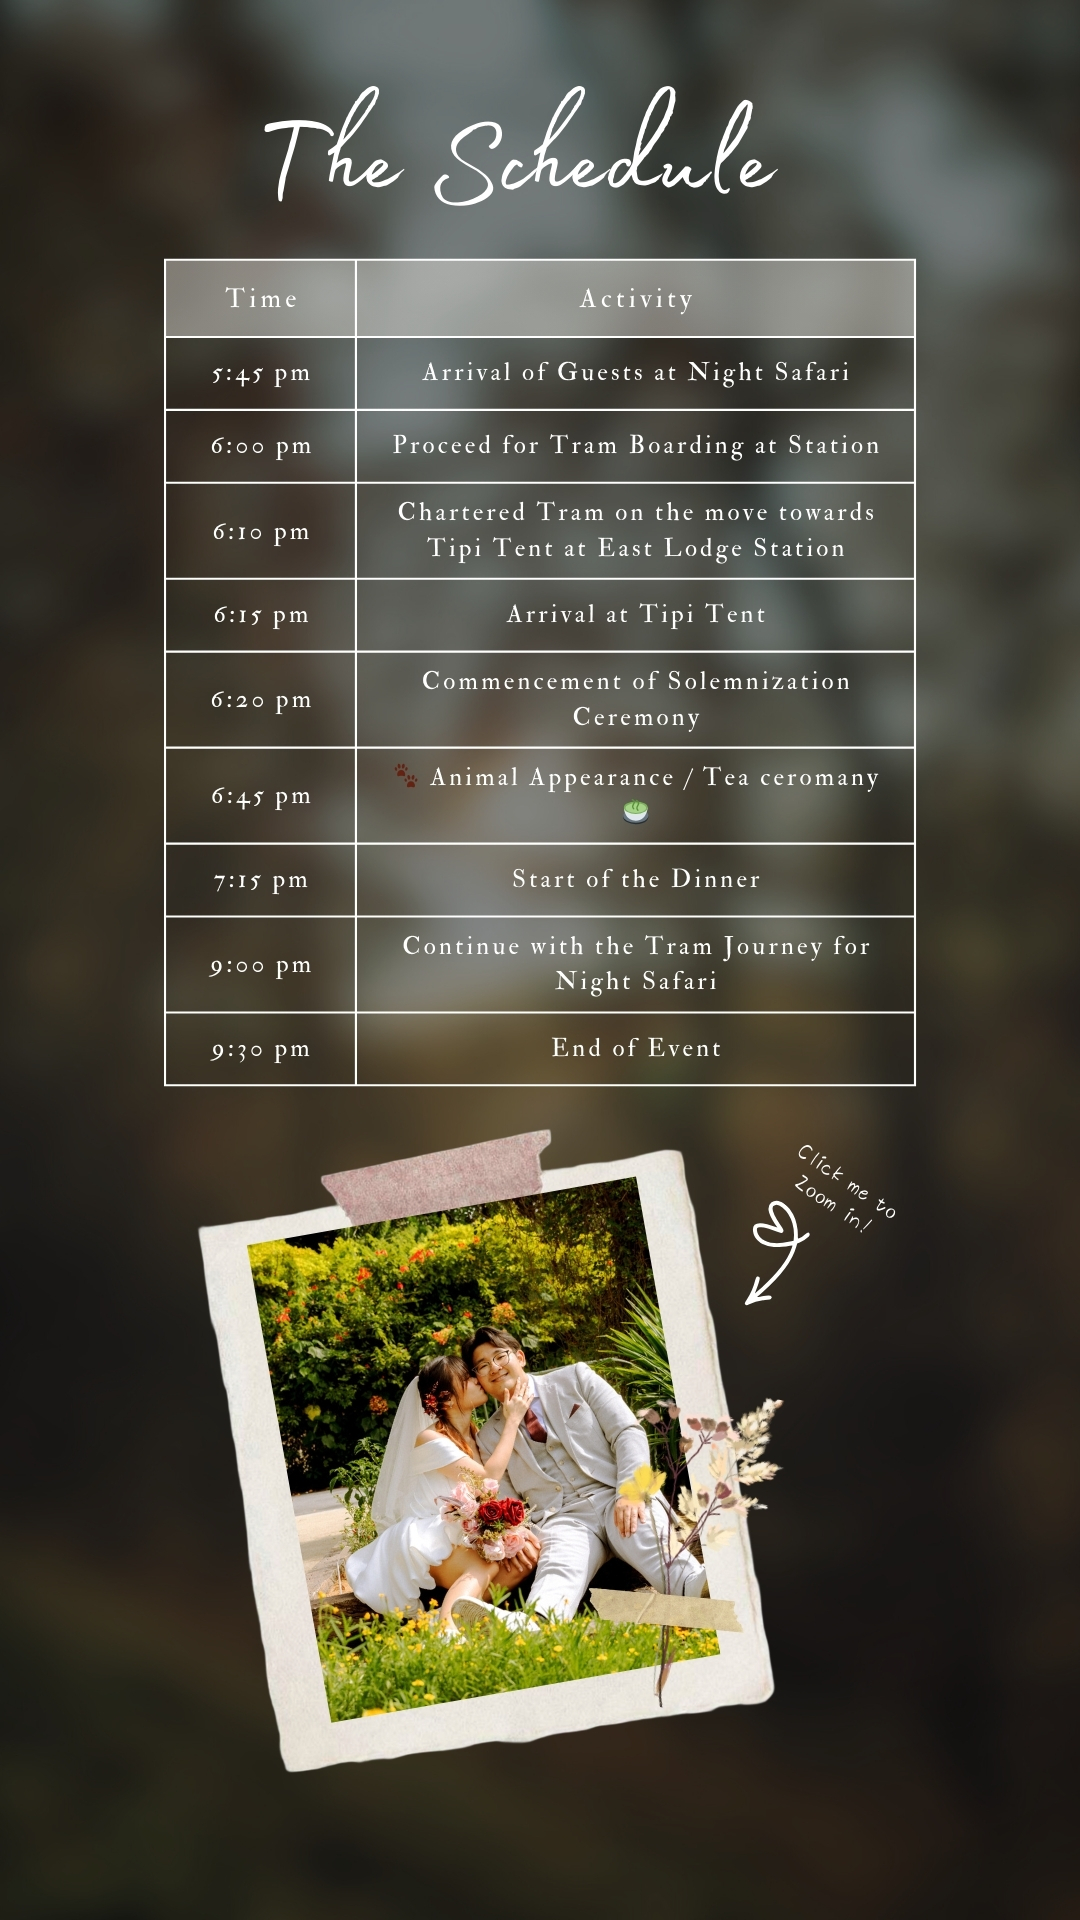 The Schedule
Time Activity
5:45 pm Arrival of Guests at Night Safari
6:00 pm Proceed for Tram Boarding at Station
6:10 pm Chartered Tram on the move towards
Tipi Tent at East Lodge Station
6:15 pm Arrival at Tipi Tent
6:20 pm Commencement of Solemnization
Ceremony
6:45 pm 🐾 Animal Appearance / Tea ceromany
🍵
7:15 pm Start of the Dinner
9:00 pm Continue with the Tram Journey for
Night Safari
9:30 pm End of Event
Click me to
Zoom in!